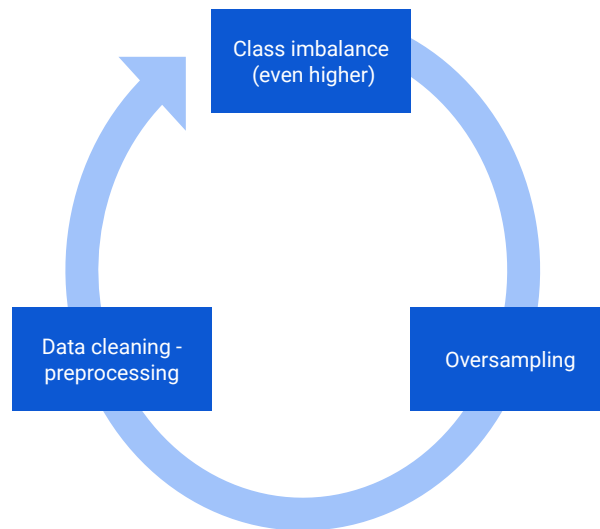 Class imbalance
(even higher)
Data cleaning -
preprocessing
Oversampling